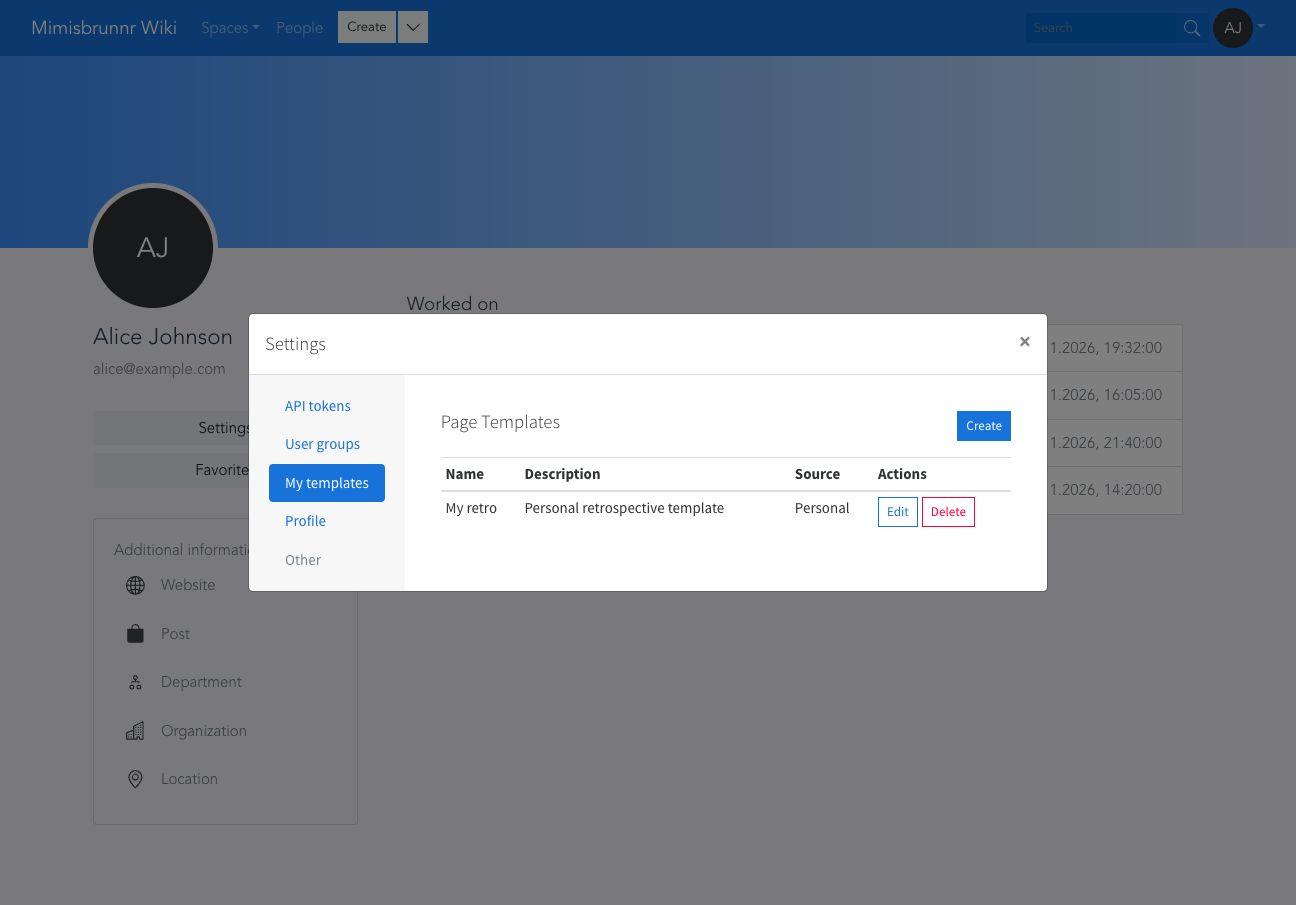 Mimisbrunnr Wiki Spaces People Create Search AJ
AJ
Worked on
Alice Johnson
alice@example.com
Settings
Favorite
Additional informati
Website
Post
Department
Organization
Location
1.2026, 19:32:00
1.2026, 16:05:00
1.2026, 21:40:00
1.2026, 14:20:00
Settings ×
API tokens
User groups
My templates
Profile
Other
Page Templates Create
Name Description Source Actions
My retro Personal retrospective template Personal Edit Delete